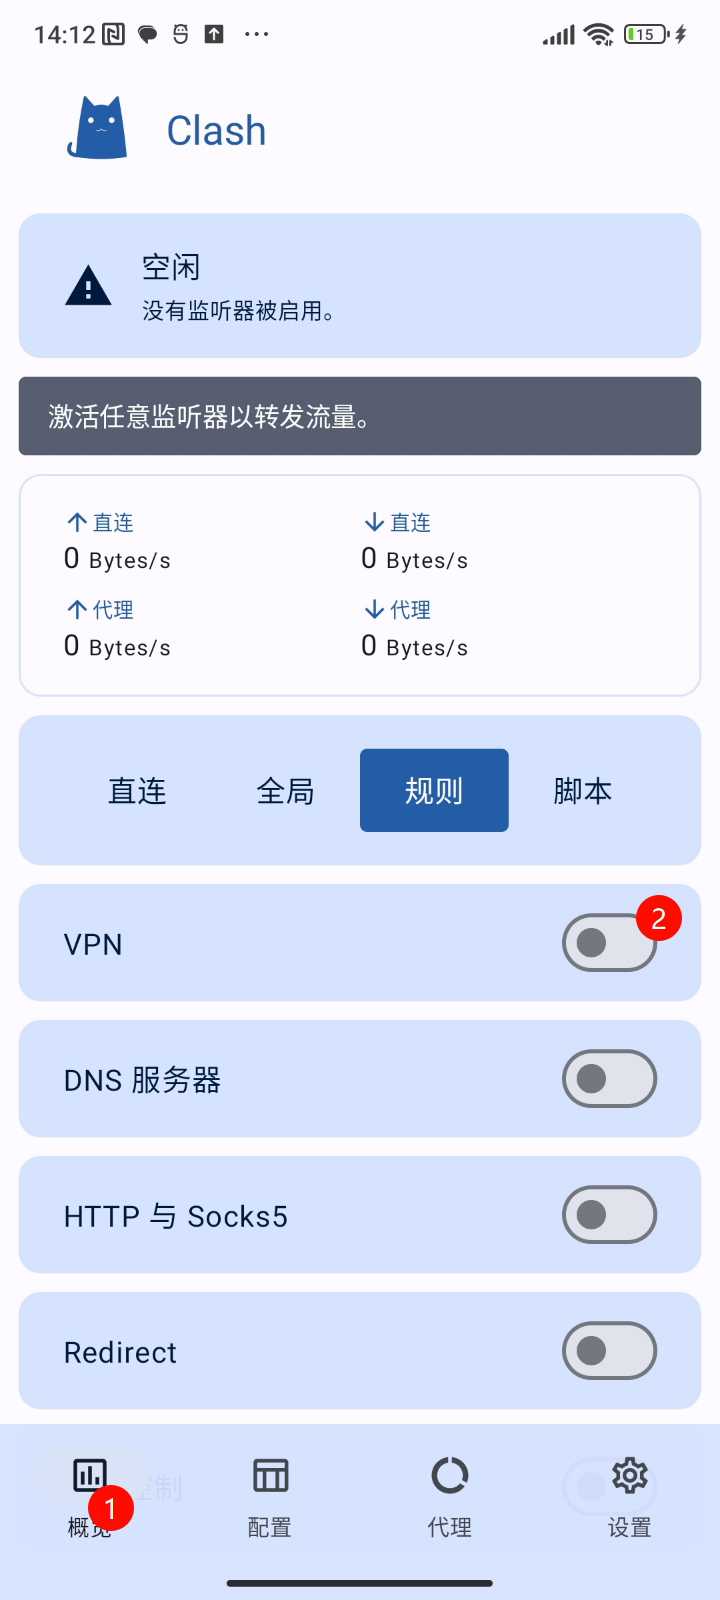 14:12
15
Clash
空闲
没有监听器被启用。
激活任意监听器以转发流量。
直连 直连
0 Bytes/s 0 Bytes/s
代理 代理
0 Bytes/s 0 Bytes/s
直连 全局 规则 脚本
VPN 2
DNS 服务器
HTTP 与 Socks5
Redirect
制
1
概览 配置 代理 设置